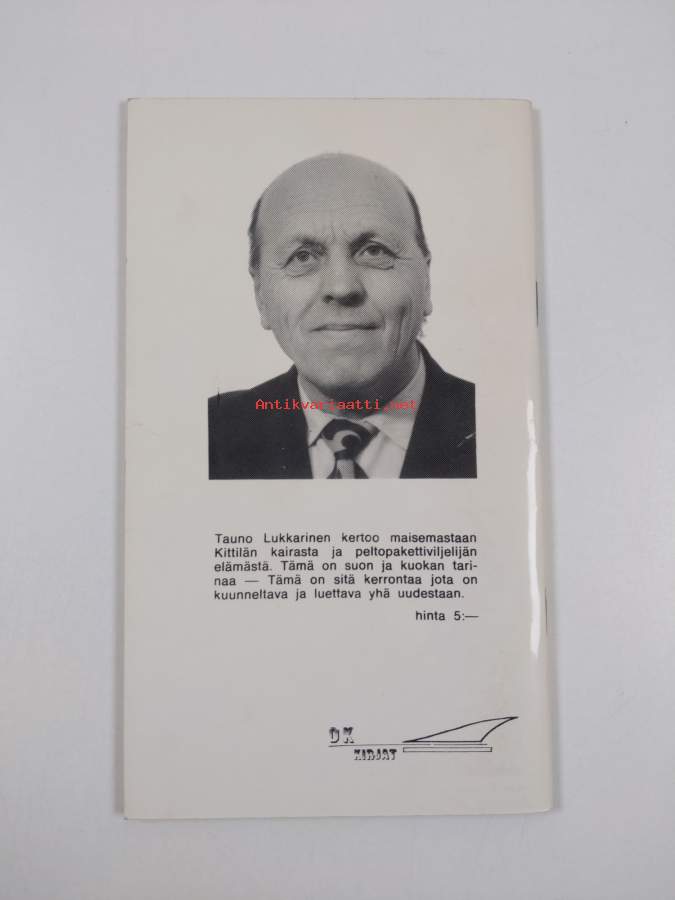 Antikvariaatti.net
Tauno Lukkarinen kertoo maisemastaan
Kittilän kairasta ja peltopakettiviljelijän
elämästä. Tämä on suon ja kuokan tari-
naa — Tämä on sitä kerrontaa jota on
kuunneltava ja luettava yhä uudestaan.
hinta 5:—
OK
KIRJAT